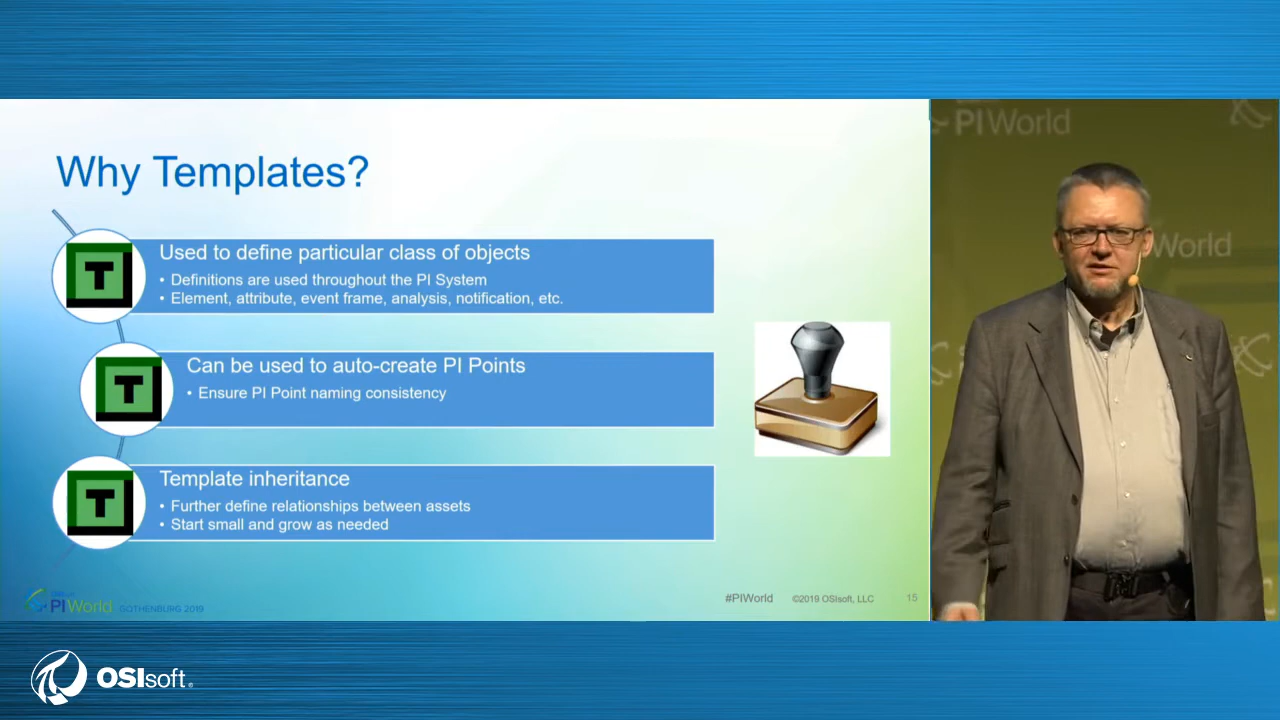 Why Templates?
T
Used to define particular class of objects
• Definitions are used throughout the PI System
• Element, attribute, event frame, analysis, notification, etc.
T
Can be used to auto-create PI Points
• Ensure PI Point naming consistency
T
Template inheritance
• Further define relationships between assets
• Start small and grow as needed
PI World GOTHENBURG 2019
#PIWorld ©2019 OSIsoft, LLC 15
PI World
World
OSIsoft®